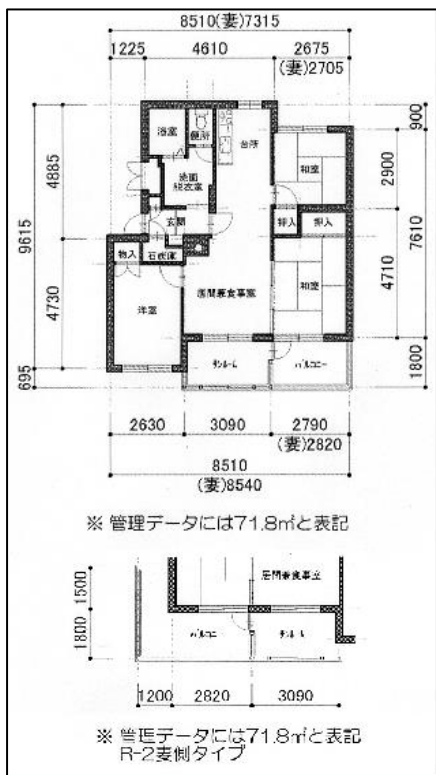 8510(妻)7315
1225 4610 2675
(妻)2705
900
4885 2900
9615 7610
4730 4710
695 1800
浴室
便所
台所
洗面
脱衣室
和室
玄関
押入 押入
物入
石炭庫
洋室
居間兼食事室
和室
サンルーム バルコニー
2630 3090 2790
(妻)2820
8510
(妻)8540
※ 管理データには71.8㎡と表記
居間兼食事室
1500
1800
バルコニー サンルーム
1200 2820 3090
※ 管理データには71.8㎡と表記
R-2妻側タイプ